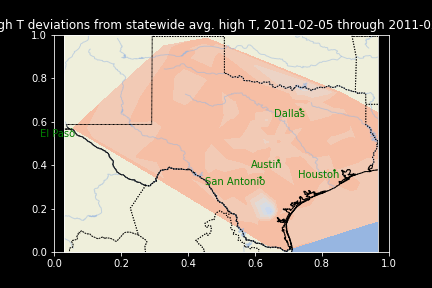 gh T deviations from statewide avg. high T, 2011-02-05 through 2011-0
1.0
0.8
0.6
0.4
0.2
0.0
El Paso
Dallas
Austin
San Antonio
Houston
0.0 0.2 0.4 0.6 0.8 1.0